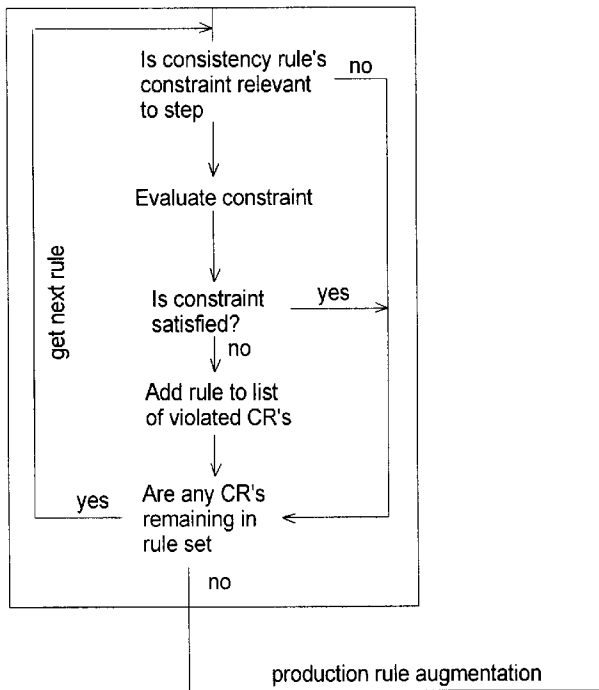 Is consistency rule's
constraint relevant
to step
no
Evaluate constraint
Is constraint
satisfied?
yes
no
get next rule
Add rule to list
of violated CR's
yes
Are any CR's
remaining in
rule set
no
production rule augmentation